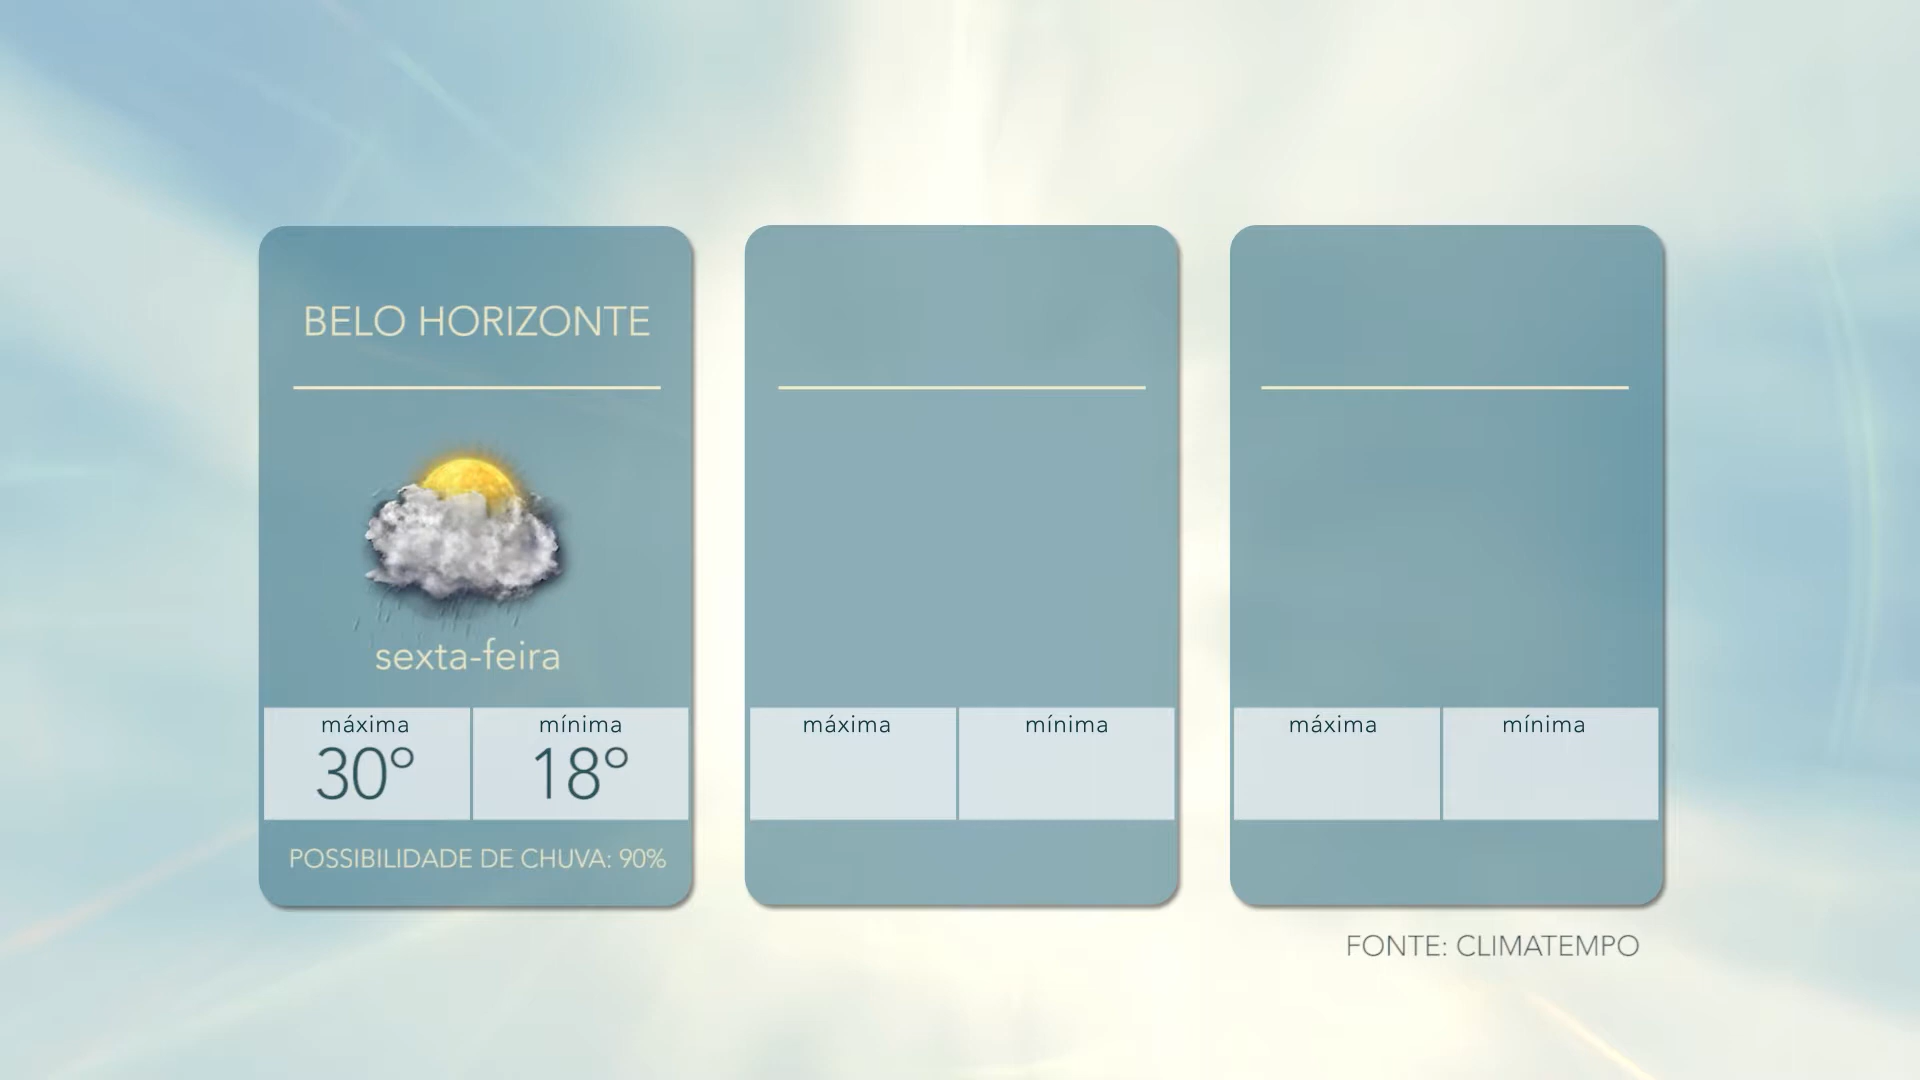 BELO HORIZONTE
sexta-feira
máxima
mínima
30°
18°
POSSIBILIDADE DE CHUVA: 90%
máxima
mínima
máxima
mínima
FONTE: CLIMATEMPO